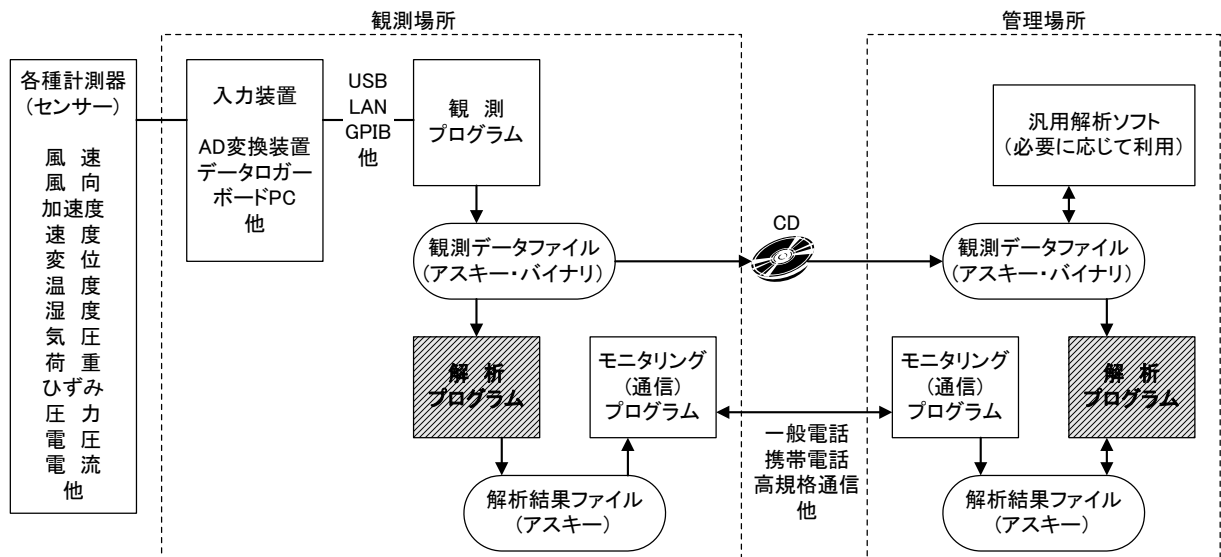 観測場所
管理場所
各種計測器
(センサー)
風 速
風 向
加速度
速 度
変 位
温 度
湿 度
気 圧
荷 重
ひずみ
圧 力
電 圧
電 流
他
入力装置
AD変換装置
データロガー
ボードPC
他
USB
LAN
GPIB
他
観 測
プログラム
観測データファイル
(アスキー・バイナリ)
解 析
プログラム
モニタリング
(通信)
プログラム
解析結果ファイル
(アスキー)
CD
一般電話
携帯電話
高規格通信
他
汎用解析ソフト
(必要に応じて利用)
観測データファイル
(アスキー・バイナリ)
モニタリング
(通信)
プログラム
解 析
プログラム
解析結果ファイル
(アスキー)